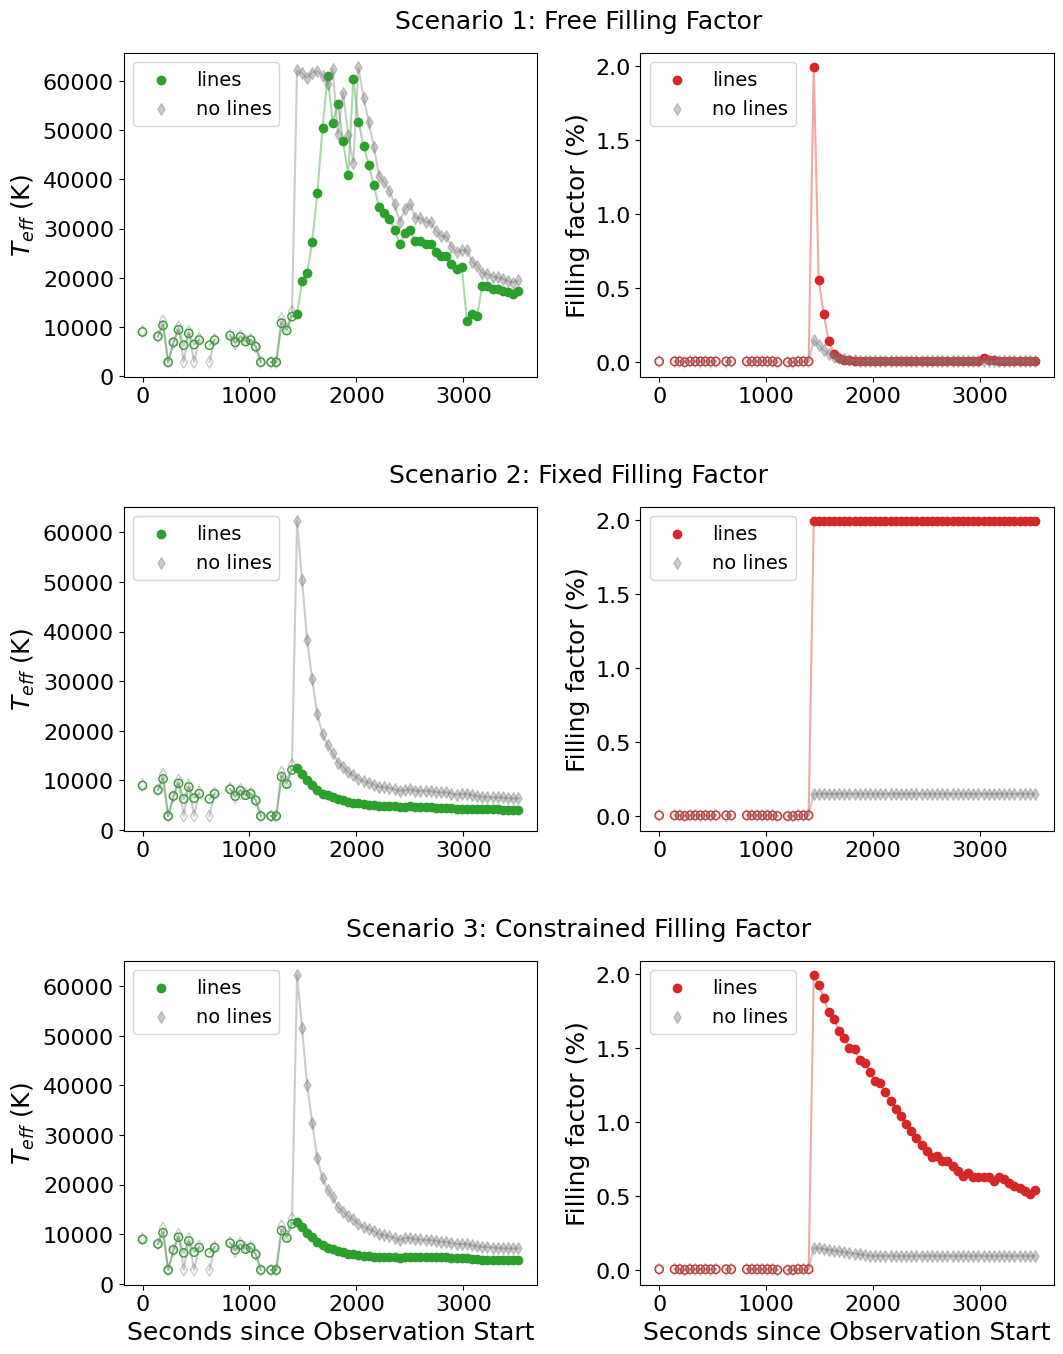 Scenario 1: Free Filling Factor
T_eff (K)
60000
50000
40000
30000
20000
10000
0
lines
no lines
0 1000 2000 3000
Filling factor (%)
2.0
1.5
1.0
0.5
0.0
lines
no lines
0 1000 2000 3000
Scenario 2: Fixed Filling Factor
T_eff (K)
60000
50000
40000
30000
20000
10000
0
lines
no lines
0 1000 2000 3000
Filling factor (%)
2.0
1.5
1.0
0.5
0.0
lines
no lines
0 1000 2000 3000
Scenario 3: Constrained Filling Factor
T_eff (K)
60000
50000
40000
30000
20000
10000
0
lines
no lines
0 1000 2000 3000
Seconds since Observation Start
Filling factor (%)
2.0
1.5
1.0
0.5
0.0
lines
no lines
0 1000 2000 3000
Seconds since Observation Start